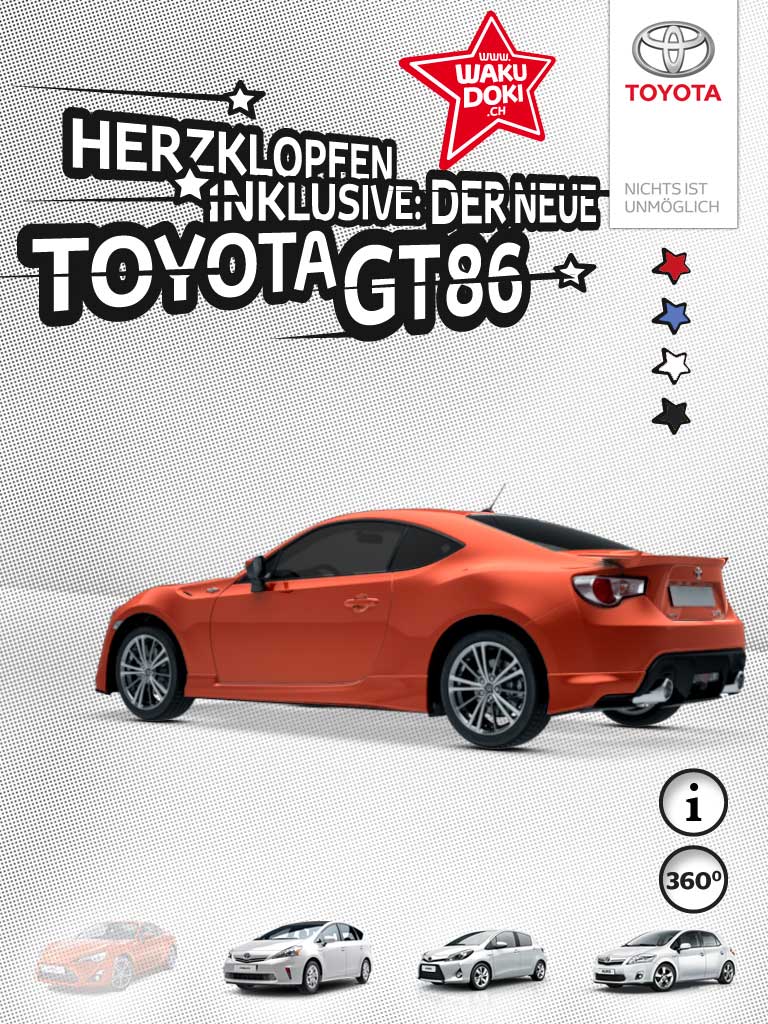 WWW.
WAKU
DOKI
.CH
TOYOTA
NICHTS IST
UNMÖGLICH
HERZKLOPFEN
INKLUSIVE: DER NEUE
TOYOTA GT86
i
360°